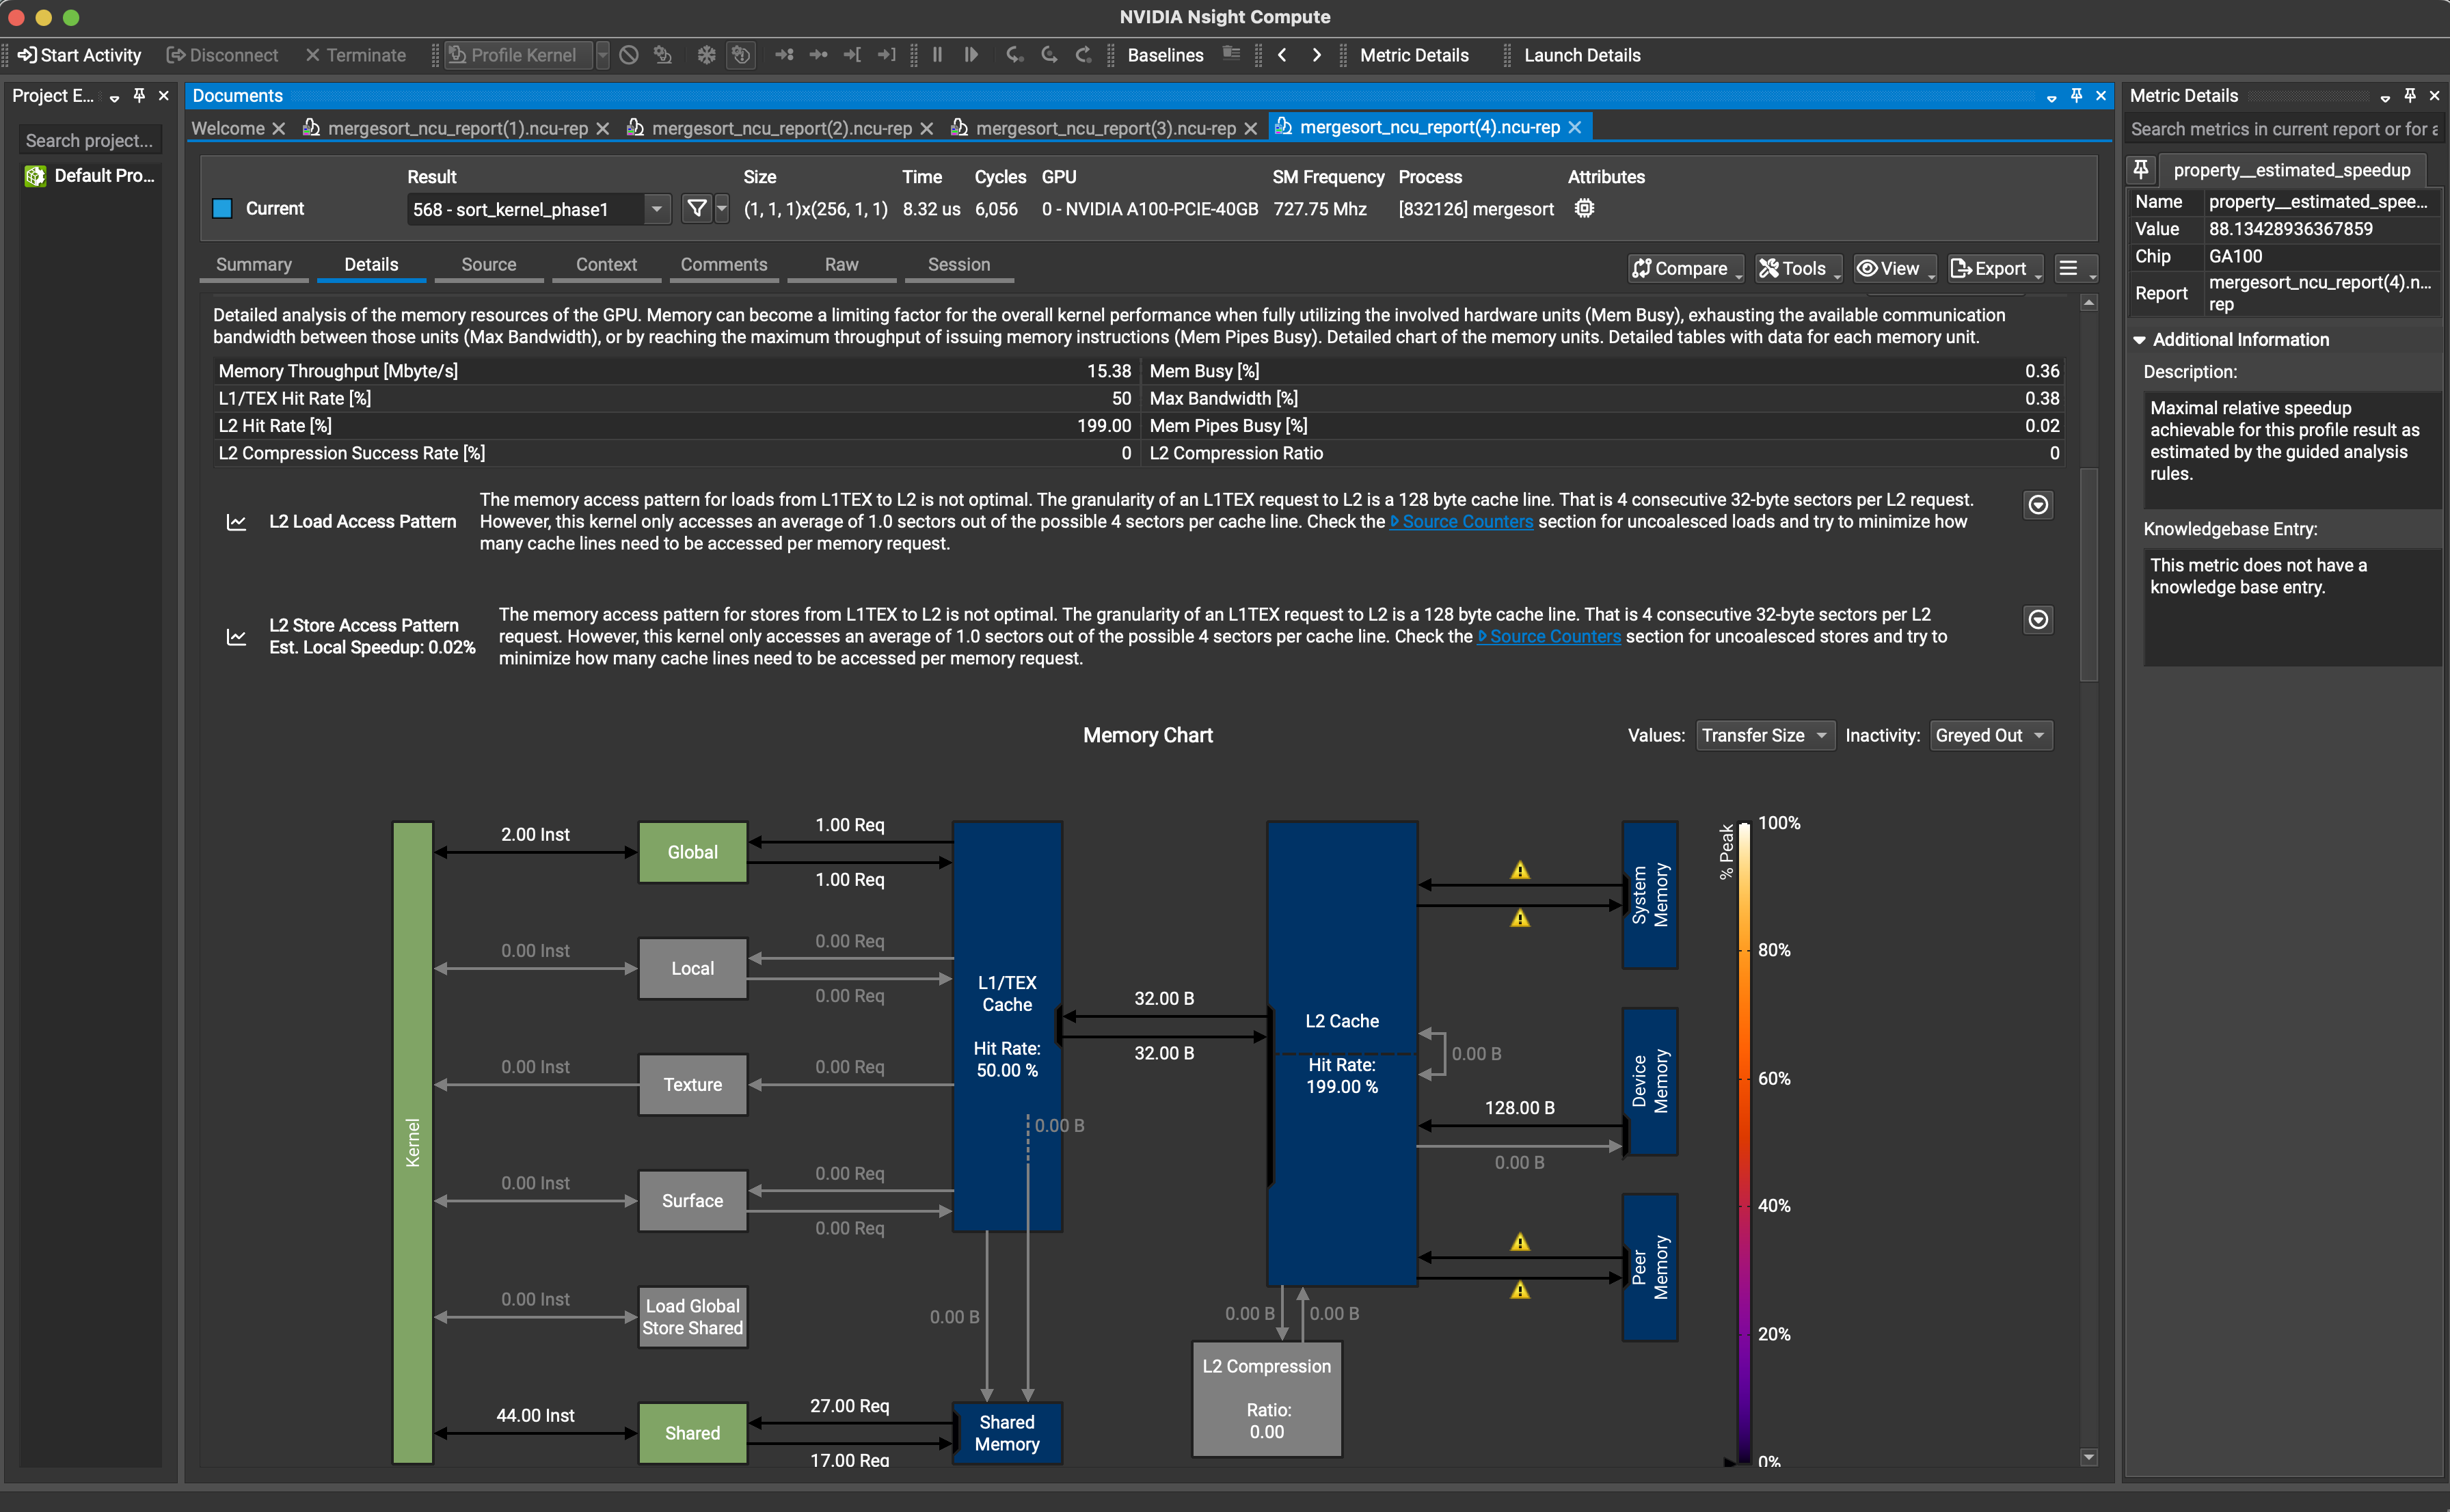 NVIDIA Nsight Compute
Start Activity Disconnect Terminate Profile Kernel Baselines Metric Details Launch Details
Project E...
Search project...
Default Pro...
Documents
Welcome mergesort_ncu_report(1).ncu-rep mergesort_ncu_report(2).ncu-rep mergesort_ncu_report(3).ncu-rep mergesort_ncu_report(4).ncu-rep
Result Size Time Cycles GPU SM Frequency Process Attributes
Current 568 - sort_kernel_phase1 (1, 1, 1)x(256, 1, 1) 8.32 us 6,056 0 - NVIDIA A100-PCIE-40GB 727.75 Mhz [832126] mergesort
Summary Details Source Context Comments Raw Session
Compare Tools View Export
Detailed analysis of the memory resources of the GPU. Memory can become a limiting factor for the overall kernel performance when fully utilizing the involved hardware units (Mem Busy), exhausting the available communication
bandwidth between those units (Max Bandwidth), or by reaching the maximum throughput of issuing memory instructions (Mem Pipes Busy). Detailed chart of the memory units. Detailed tables with data for each memory unit.
Memory Throughput [Mbyte/s] 15.38 Mem Busy [%] 0.36
L1/TEX Hit Rate [%] 50 Max Bandwidth [%] 0.38
L2 Hit Rate [%] 199.00 Mem Pipes Busy [%] 0.02
L2 Compression Success Rate [%] 0 L2 Compression Ratio 0
L2 Load Access Pattern
The memory access pattern for loads from L1TEX to L2 is not optimal. The granularity of an L1TEX request to L2 is a 128 byte cache line. That is 4 consecutive 32-byte sectors per L2 request.
However, this kernel only accesses an average of 1.0 sectors out of the possible 4 sectors per cache line. Check the Source Counters section for uncoalesced loads and try to minimize how
many cache lines need to be accessed per memory request.
L2 Store Access Pattern
Est. Local Speedup: 0.02%
The memory access pattern for stores from L1TEX to L2 is not optimal. The granularity of an L1TEX request to L2 is a 128 byte cache line. That is 4 consecutive 32-byte sectors per L2
request. However, this kernel only accesses an average of 1.0 sectors out of the possible 4 sectors per cache line. Check the Source Counters section for uncoalesced stores and try to
minimize how many cache lines need to be accessed per memory request.
Memory Chart
Values: Transfer Size Inactivity: Greyed Out
Kernel
2.00 Inst
Global
1.00 Req
1.00 Req
0.00 Inst
Local
0.00 Req
0.00 Req
0.00 Inst
Texture
0.00 Req
0.00 Inst
Surface
0.00 Req
0.00 Req
0.00 Inst
Load Global
Store Shared
44.00 Inst
Shared
27.00 Req
17.00 Req
L1/TEX
Cache
Hit Rate:
50.00 %
0.00 B
0.00 B
Shared
Memory
32.00 B
32.00 B
L2 Cache
Hit Rate:
199.00 %
0.00 B
128.00 B
0.00 B
0.00 B
0.00 B
L2 Compression
Ratio:
0.00
System
Memory
Device
Memory
Peer
Memory
% Peak
100%
80%
60%
40%
20%
0%
Metric Details
Search metrics in current report or for a
property__estimated_speedup
Name property__estimated_spee...
Value 88.13428936367859
Chip GA100
Report mergesort_ncu_report(4).n...
rep
Additional Information
Description:
Maximal relative speedup
achievable for this profile result as
estimated by the guided analysis
rules.
Knowledgebase Entry:
This metric does not have a
knowledge base entry.